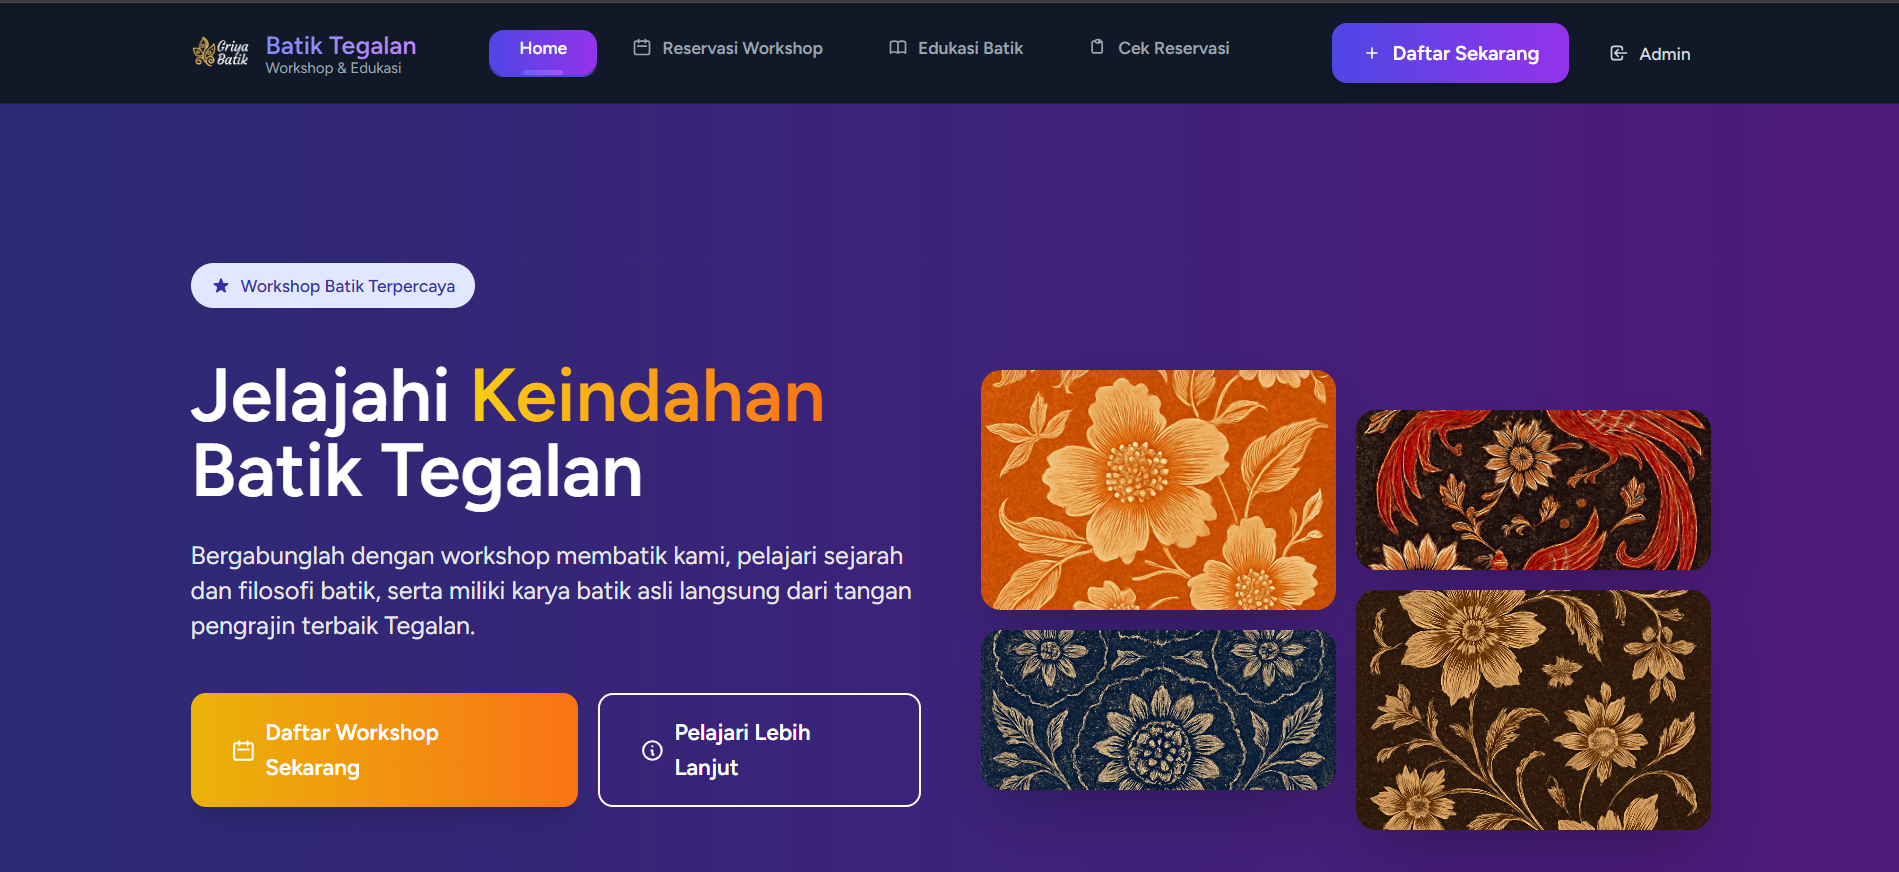 Griya
Batik
Batik Tegalan
Workshop & Edukasi
Home
Reservasi Workshop
Edukasi Batik
Cek Reservasi
+ Daftar Sekarang
Admin
Workshop Batik Terpercaya
Jelajahi Keindahan
Batik Tegalan
Bergabunglah dengan workshop membatik kami, pelajari sejarah
dan filosofi batik, serta miliki karya batik asli langsung dari tangan
pengrajin terbaik Tegalan.
Daftar Workshop
Sekarang
Pelajari Lebih
Lanjut